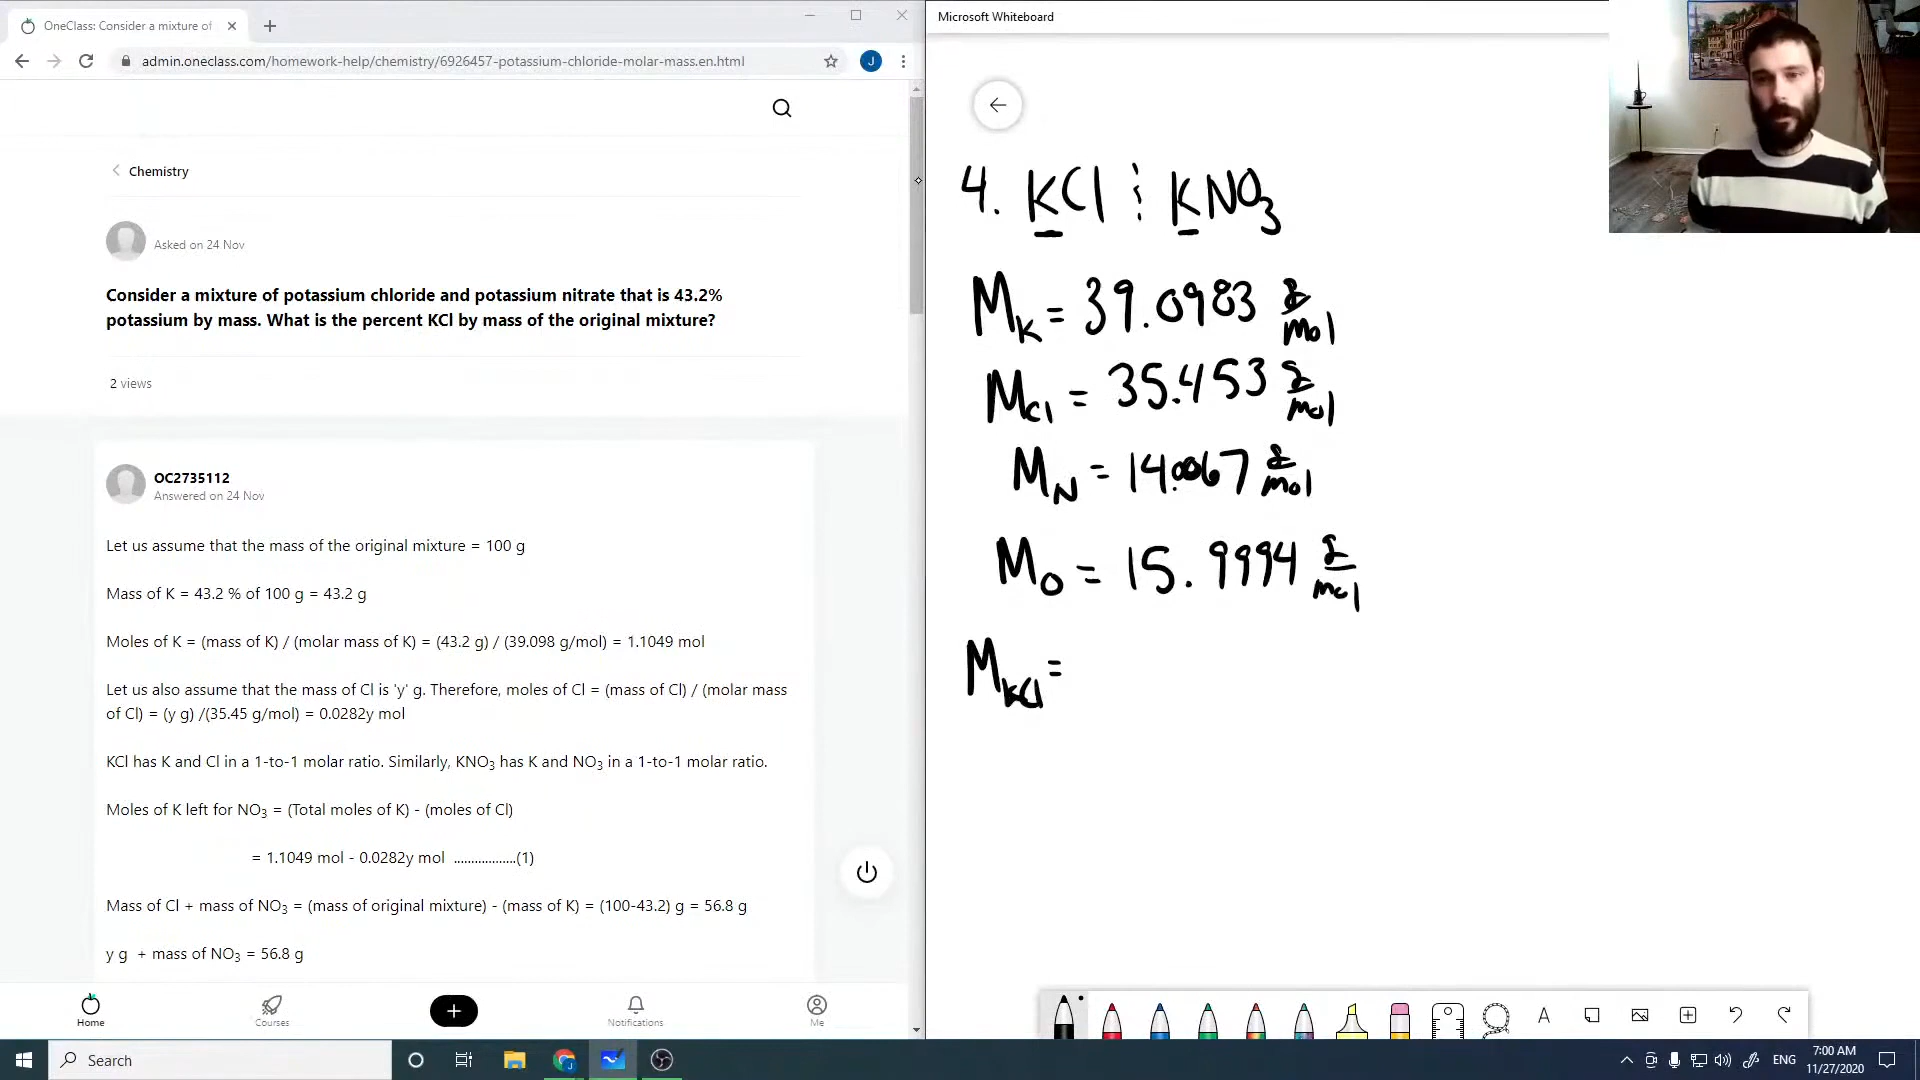 OneClass: Consider a mixture of
admin.oneclass.com/homework-help/chemistry/6926457-potassium-chloride-molar-mass.en.html
J
Chemistry
Asked on 24 Nov
Consider a mixture of potassium chloride and potassium nitrate that is 43.2%
potassium by mass. What is the percent KCl by mass of the original mixture?
2 views
OC2735112
Answered on 24 Nov
Let us assume that the mass of the original mixture = 100 g
Mass of K = 43.2 % of 100 g = 43.2 g
Moles of K = (mass of K) / (molar mass of K) = (43.2 g) / (39.098 g/mol) = 1.1049 mol
Let us also assume that the mass of Cl is 'y' g. Therefore, moles of Cl = (mass of Cl) / (molar mass
of Cl) = (y g) /(35.45 g/mol) = 0.0282y mol
KCl has K and Cl in a 1-to-1 molar ratio. Similarly, KNO₃ has K and NO₃ in a 1-to-1 molar ratio.
Moles of K left for NO₃ = (Total moles of K) - (moles of Cl)
= 1.1049 mol - 0.0282y mol ..................(1)
Mass of Cl + mass of NO₃ = (mass of original mixture) - (mass of K) = (100-43.2) g = 56.8 g
y g + mass of NO₃ = 56.8 g
Home
Courses
Notifications
Me
Microsoft Whiteboard
4. KCl & KNO₃
M_K = 39.0983 g/mol
M_Cl = 35.453 g/mol
M_N = 14.0067 g/mol
M_O = 15.9994 g/mol
M_KCl =
A
Search
J
ENG
7:00 AM
11/27/2020